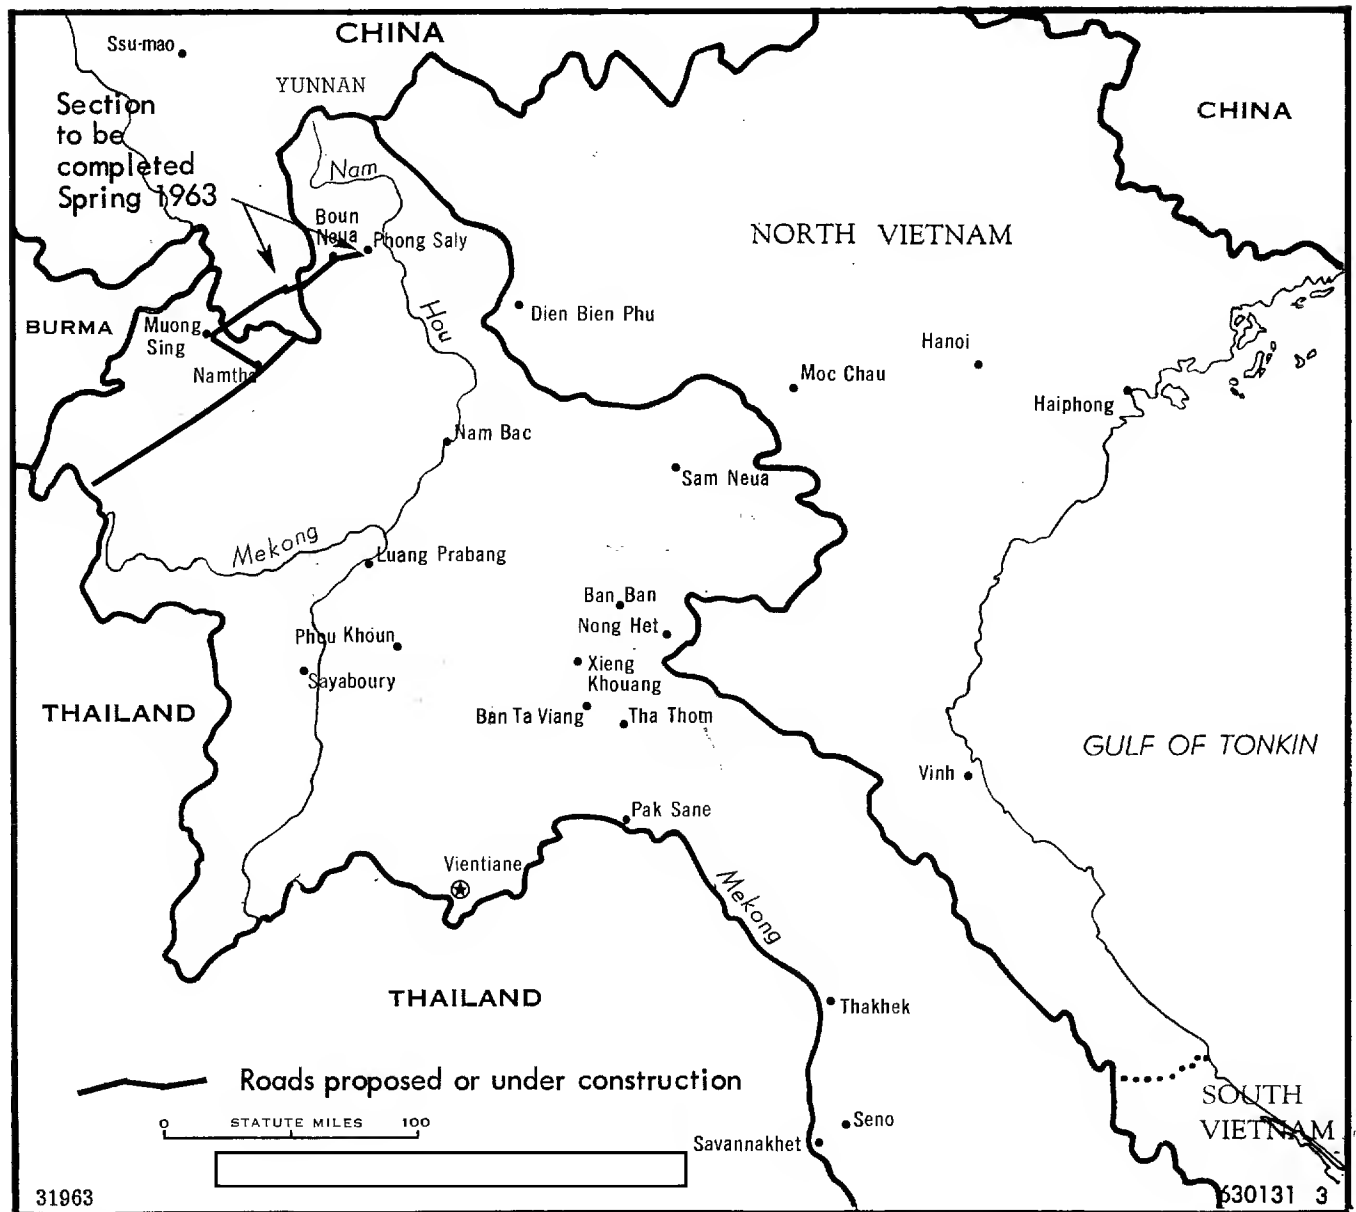 CHINA
Ssu-mao
YUNNAN
Section
to be
completed
Spring 1963
CHINA
Nam
Boun
Neua
Phong Saly
NORTH VIETNAM
Hou
Dien Bien Phu
BURMA
Muong
Sing
Hanoi
Namtha
Moc Chau
Haiphong
Nam Bac
Sam Neua
Mekong
Luang Prabang
Ban Ban
Nong Het
Phou Khoun
Xieng
Khouang
Sayaboury
THAILAND
Ban Ta Viang
Tha Thom
GULF OF TONKIN
Vinh
Pak Sane
Vientiane
Mekong
THAILAND
Thakhek
Roads proposed or under construction
SOUTH
VIETNAM
0 STATUTE MILES 100
Seno
Savannakhet
31963
630131 3